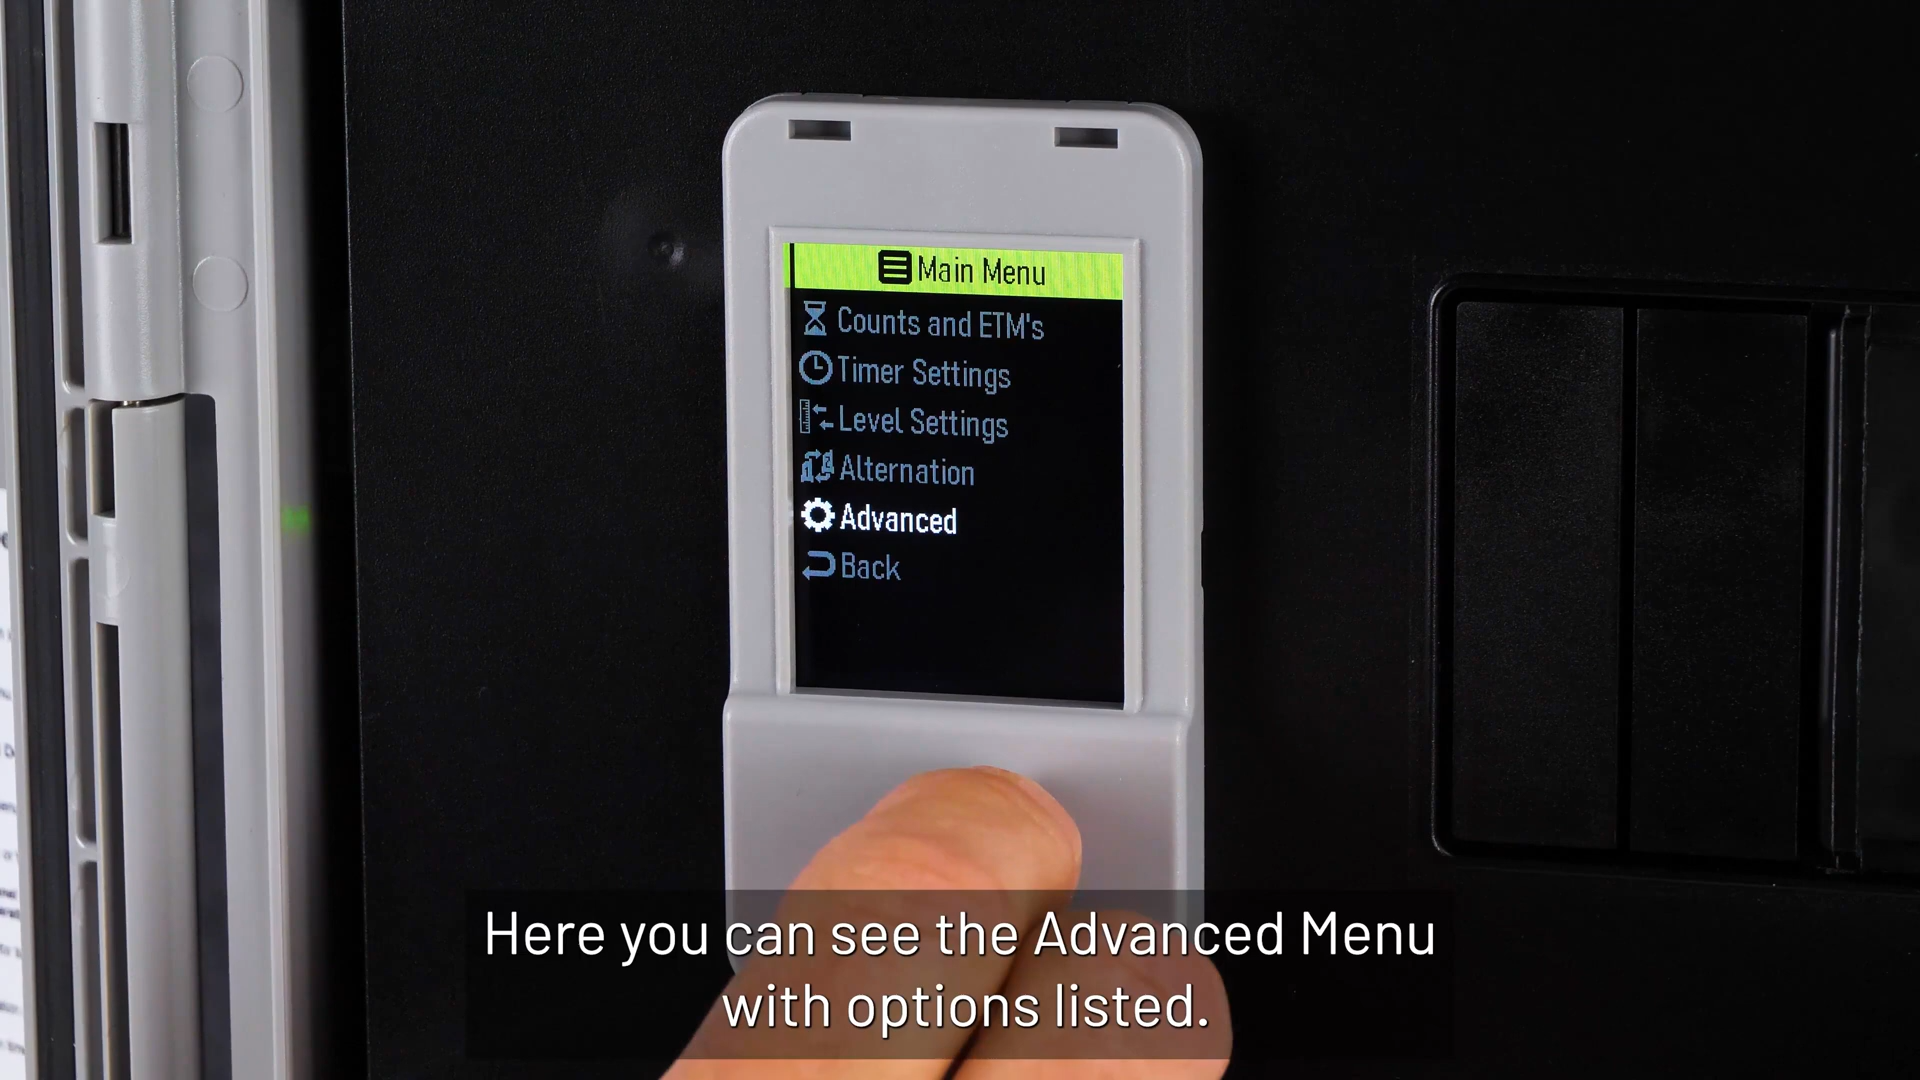 Main Menu
Counts and ETM's
Timer Settings
Level Settings
Alternation
Advanced
Back
Here you can see the Advanced Menu
with options listed.